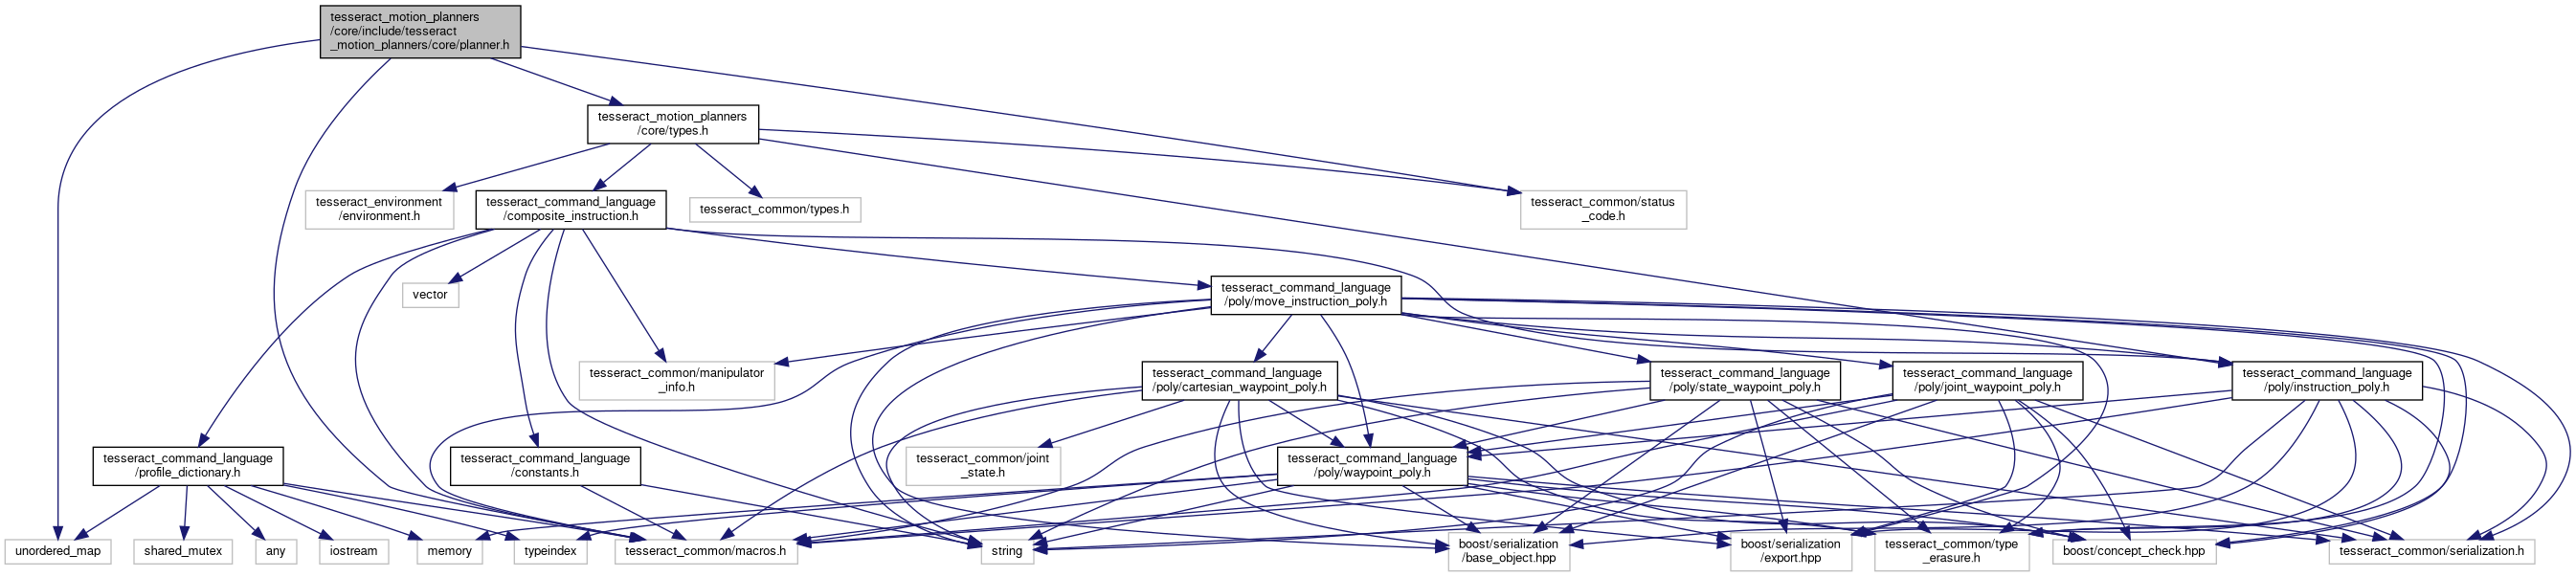 tesseract_motion_planners
/core/include/tesseract
_motion_planners/core/planner.h
tesseract_motion_planners
/core/types.h
tesseract_environment
/environment.h
tesseract_command_language
/composite_instruction.h
tesseract_common/types.h
tesseract_common/status
_code.h
vector
tesseract_command_language
/poly/move_instruction_poly.h
tesseract_common/manipulator
_info.h
tesseract_command_language
/poly/cartesian_waypoint_poly.h
tesseract_command_language
/poly/state_waypoint_poly.h
tesseract_command_language
/poly/joint_waypoint_poly.h
tesseract_command_language
/poly/instruction_poly.h
tesseract_command_language
/profile_dictionary.h
tesseract_command_language
/constants.h
tesseract_common/joint
_state.h
tesseract_command_language
/poly/waypoint_poly.h
unordered_map
shared_mutex
any
iostream
memory
typeindex
tesseract_common/macros.h
string
boost/serialization
/base_object.hpp
boost/serialization
/export.hpp
tesseract_common/type
_erasure.h
boost/concept_check.hpp
tesseract_common/serialization.h